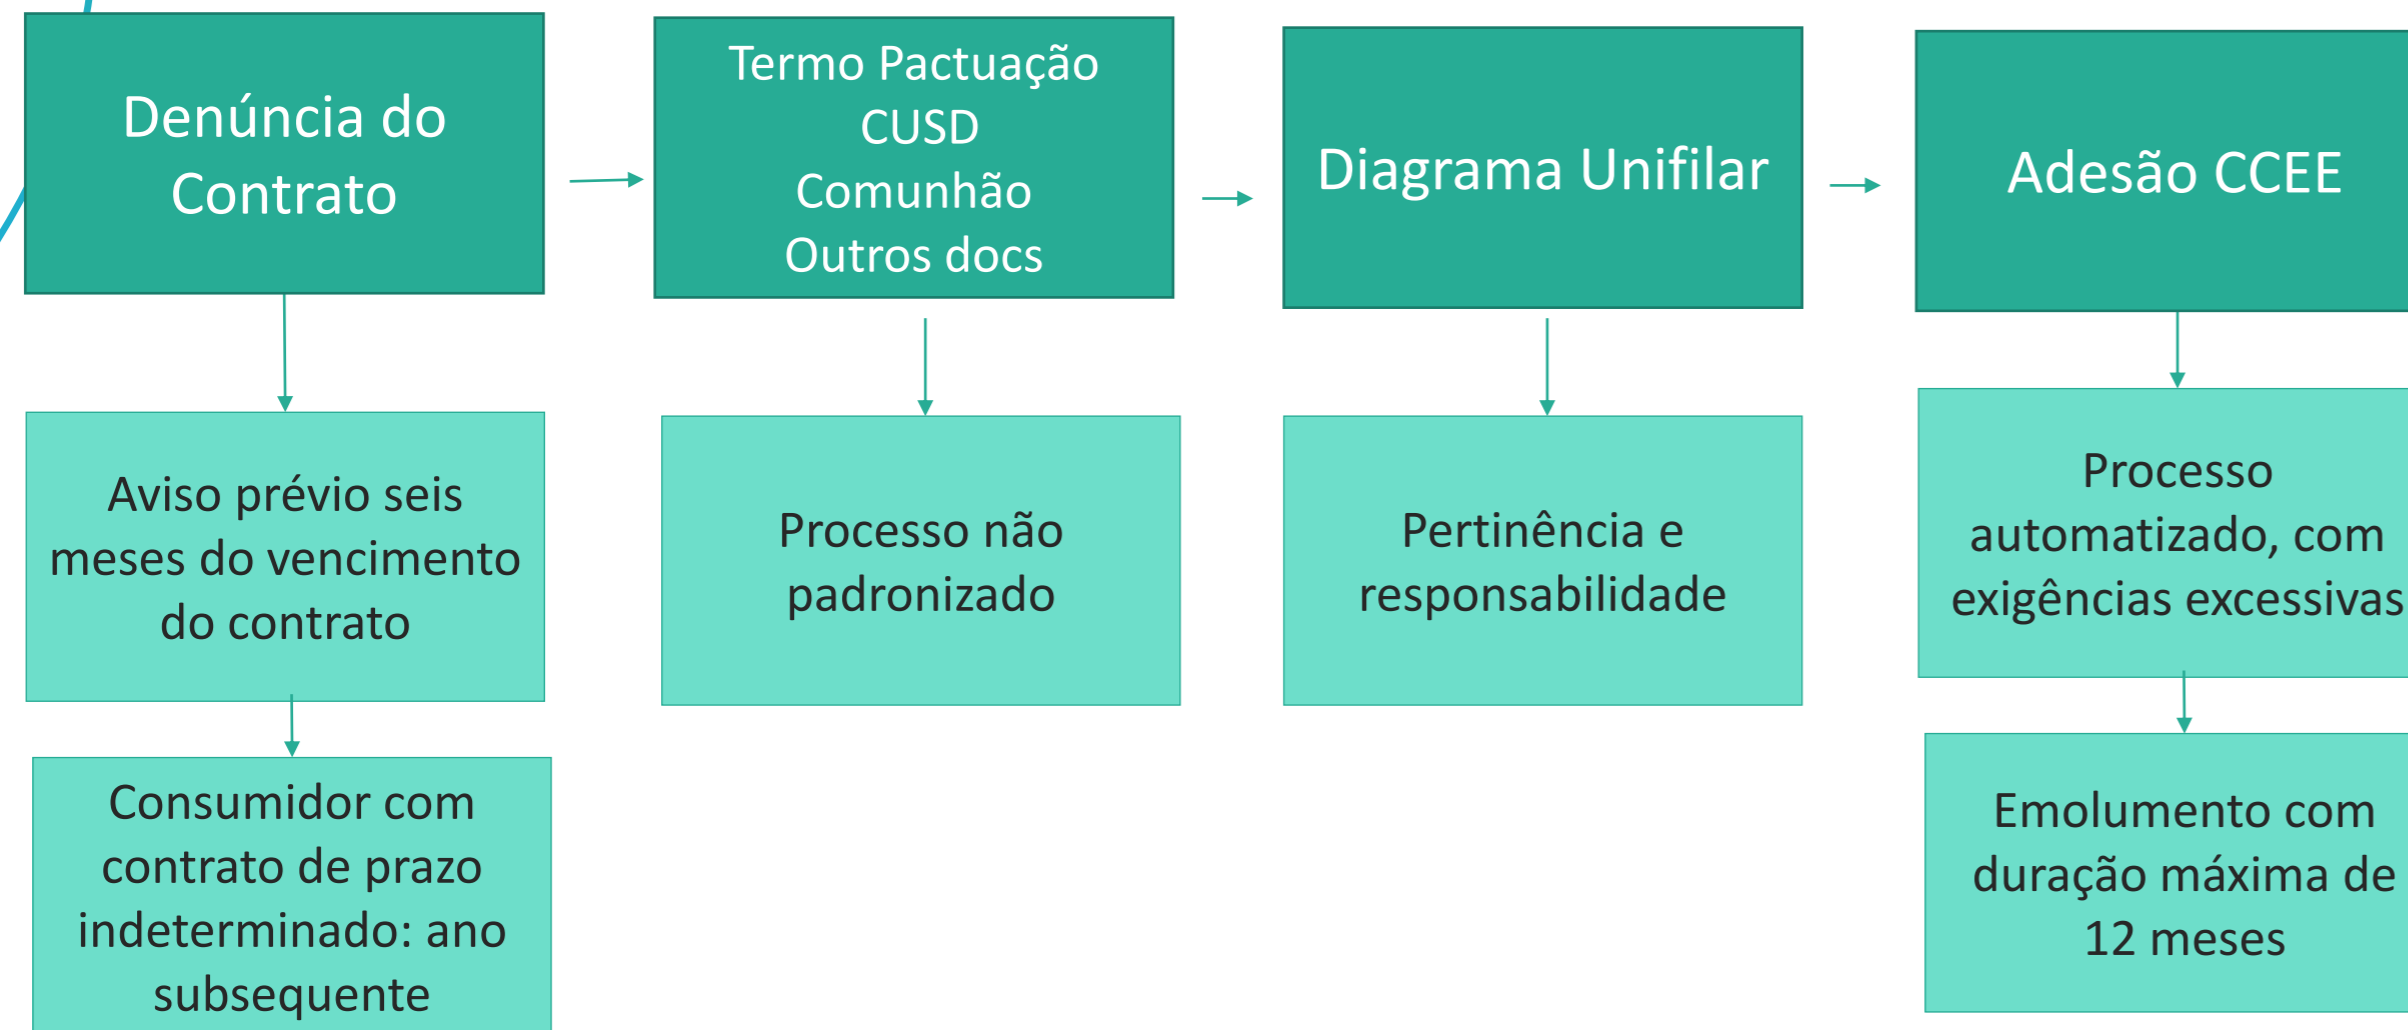 Denúncia do
Contrato
Termo Pactuação
CUSD
Comunhão
Outros docs
Diagrama Unifilar
Adesão CCEE
Aviso prévio seis
meses do vencimento
do contrato
Processo não
padronizado
Pertinência e
responsabilidade
Processo
automatizado, com
exigências excessivas
Consumidor com
contrato de prazo
indeterminado: ano
subsequente
Emolumento com
duração máxima de
12 meses